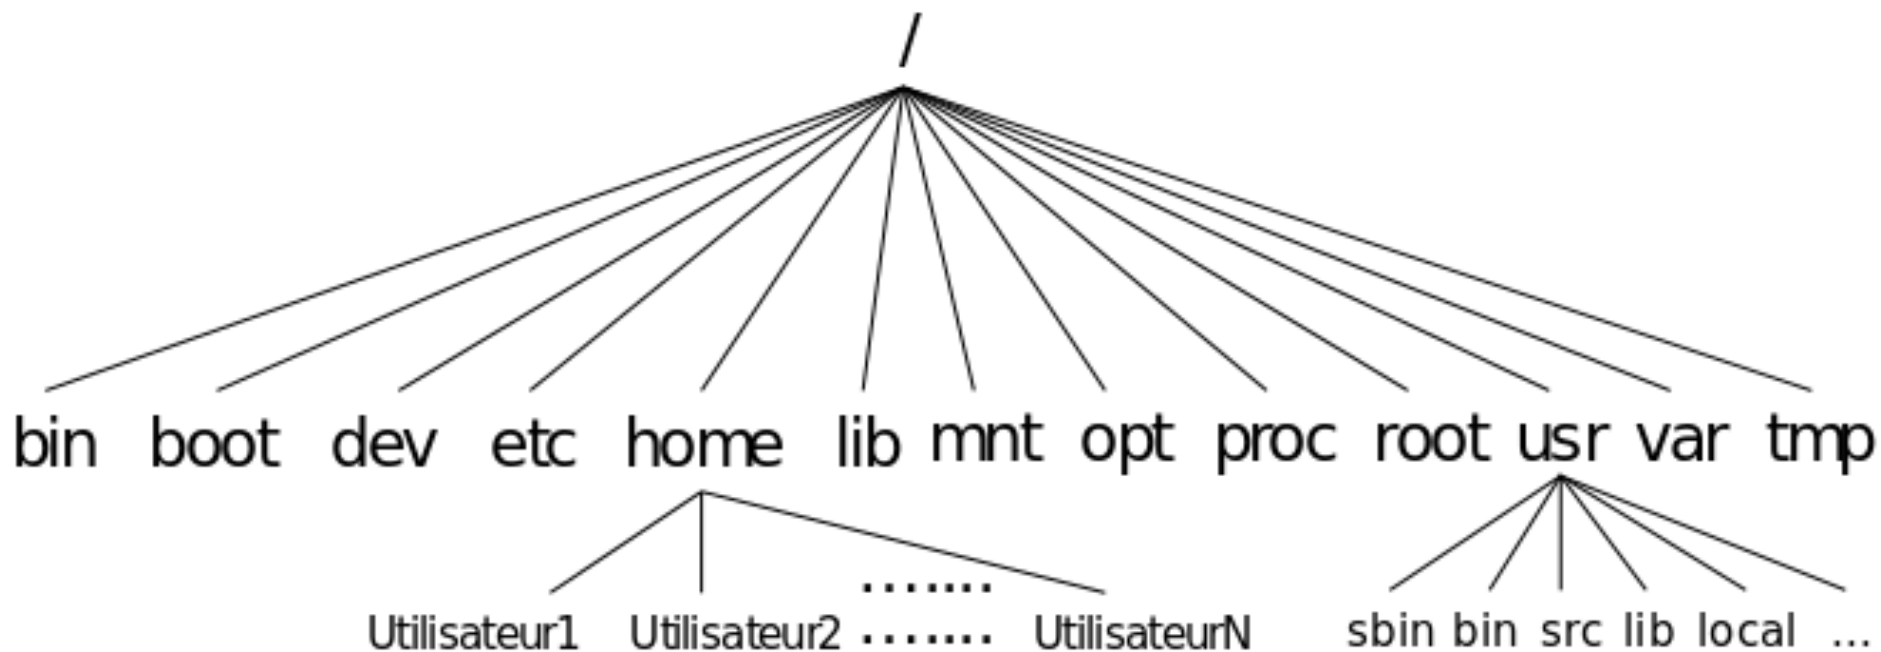 /
bin boot dev etc home lib mnt opt proc root usr var tmp
.......
Utilisateur1 Utilisateur2 ....... UtilisateurN sbin bin src lib local ...